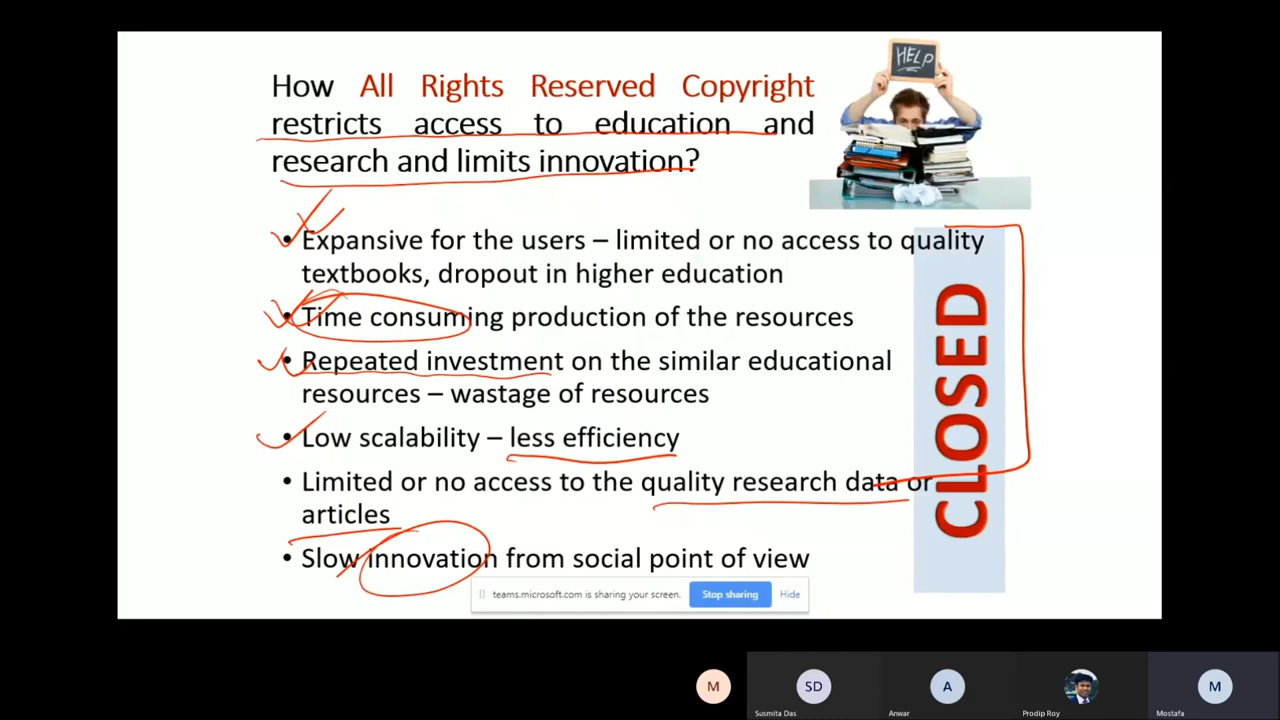 How All Rights Reserved Copyright
restricts access to education and
research and limits innovation?
HELP
• Expansive for the users – limited or no access to quality
textbooks, dropout in higher education
• Time consuming production of the resources
• Repeated investment on the similar educational
resources – wastage of resources
• Low scalability – less efficiency
• Limited or no access to the quality research data or
articles
• Slow innovation from social point of view
CLOSED
teams.microsoft.com is sharing your screen. Stop sharing Hide
M SD A M
Susmita Das Anwar Prodip Roy Mostafa